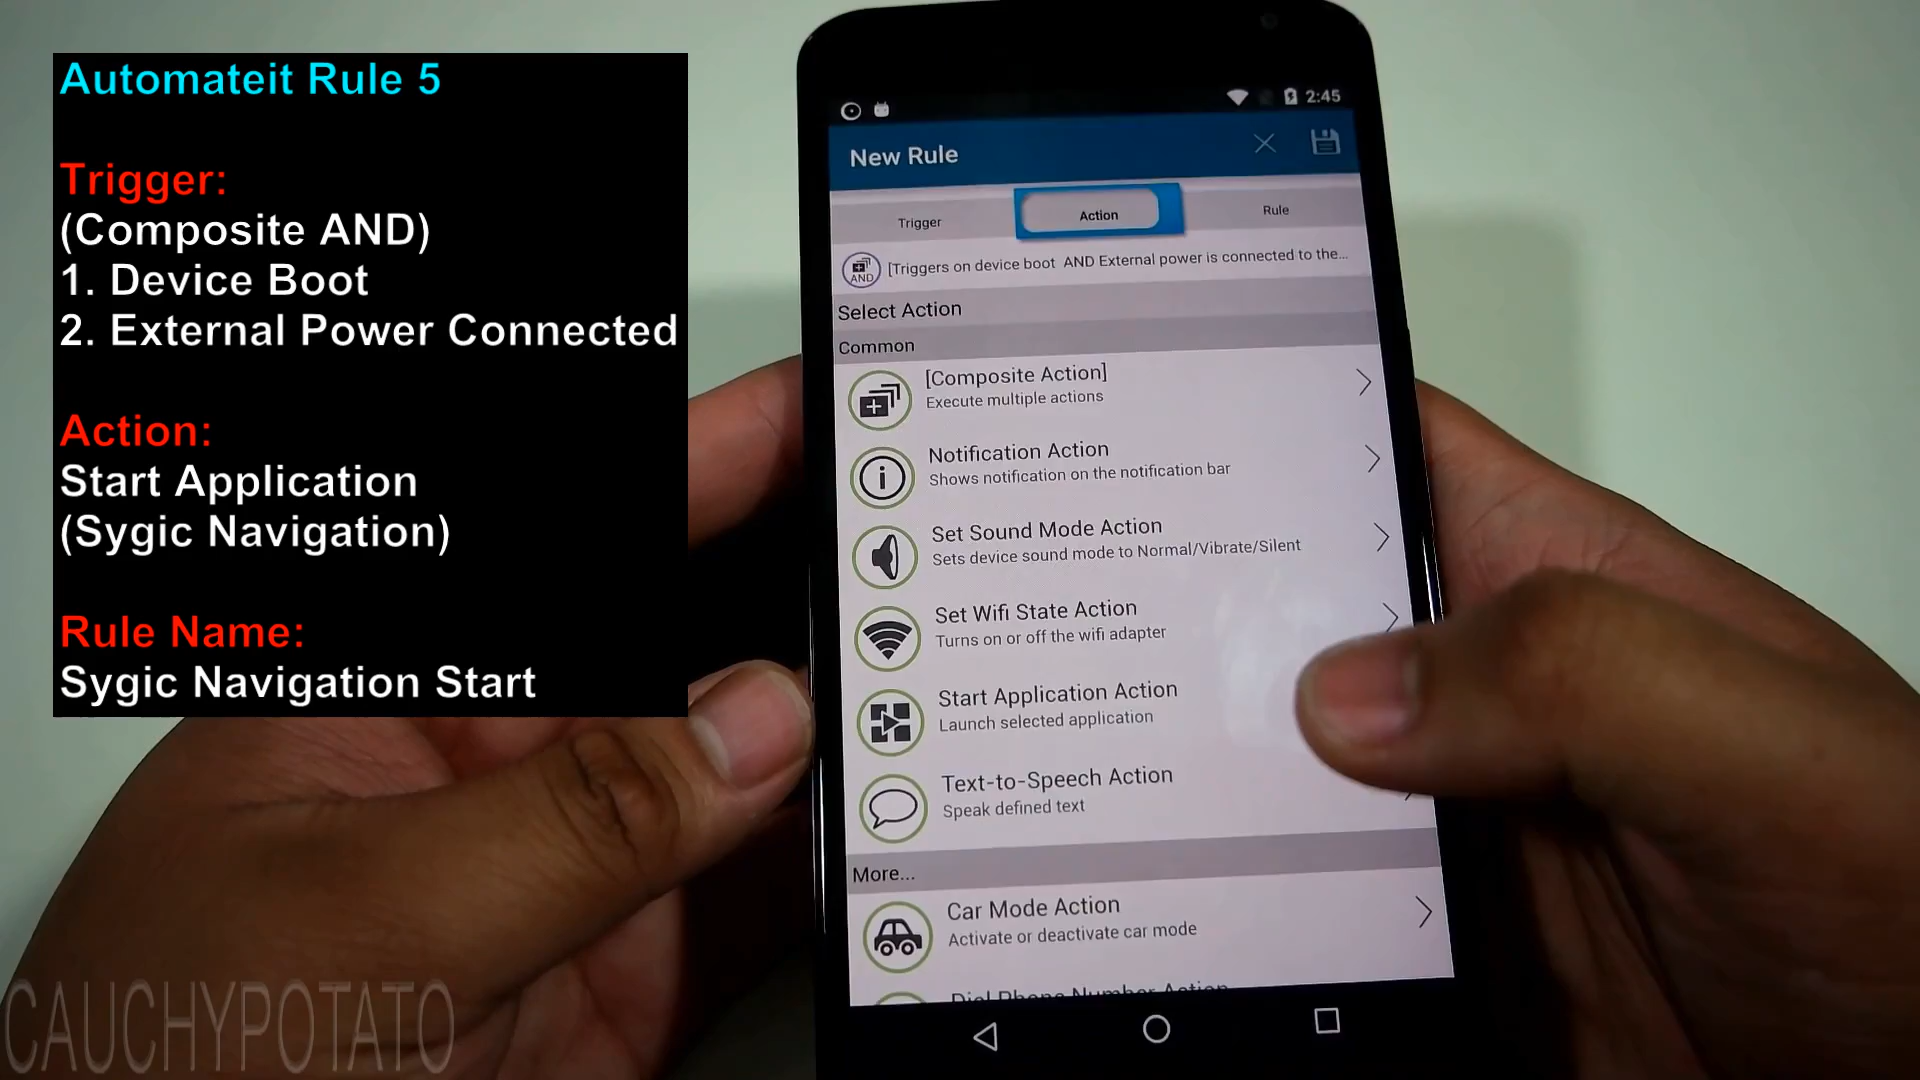 Automateit Rule 5
Trigger:
(Composite AND)
1. Device Boot
2. External Power Connected
Action:
Start Application
(Sygic Navigation)
Rule Name:
Sygic Navigation Start
2:45
New Rule
Trigger
Action
Rule
AND
[Triggers on device boot AND External power is connected to the...
Select Action
Common
[Composite Action]
Execute multiple actions
Notification Action
Shows notification on the notification bar
Set Sound Mode Action
Sets device sound mode to Normal/Vibrate/Silent
Set Wifi State Action
Turns on or off the wifi adapter
Start Application Action
Launch selected application
Text-to-Speech Action
Speak defined text
More...
Car Mode Action
Activate or deactivate car mode
Dial Phone Number Action
CAUCHYPOTATO